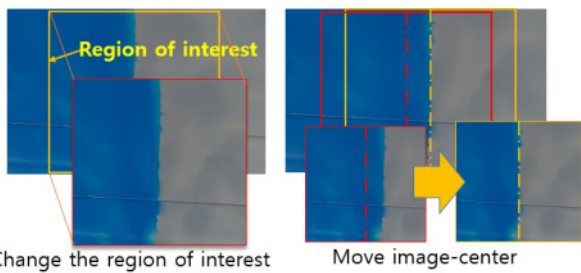 Region of interest
Change the region of interest
Move image-center